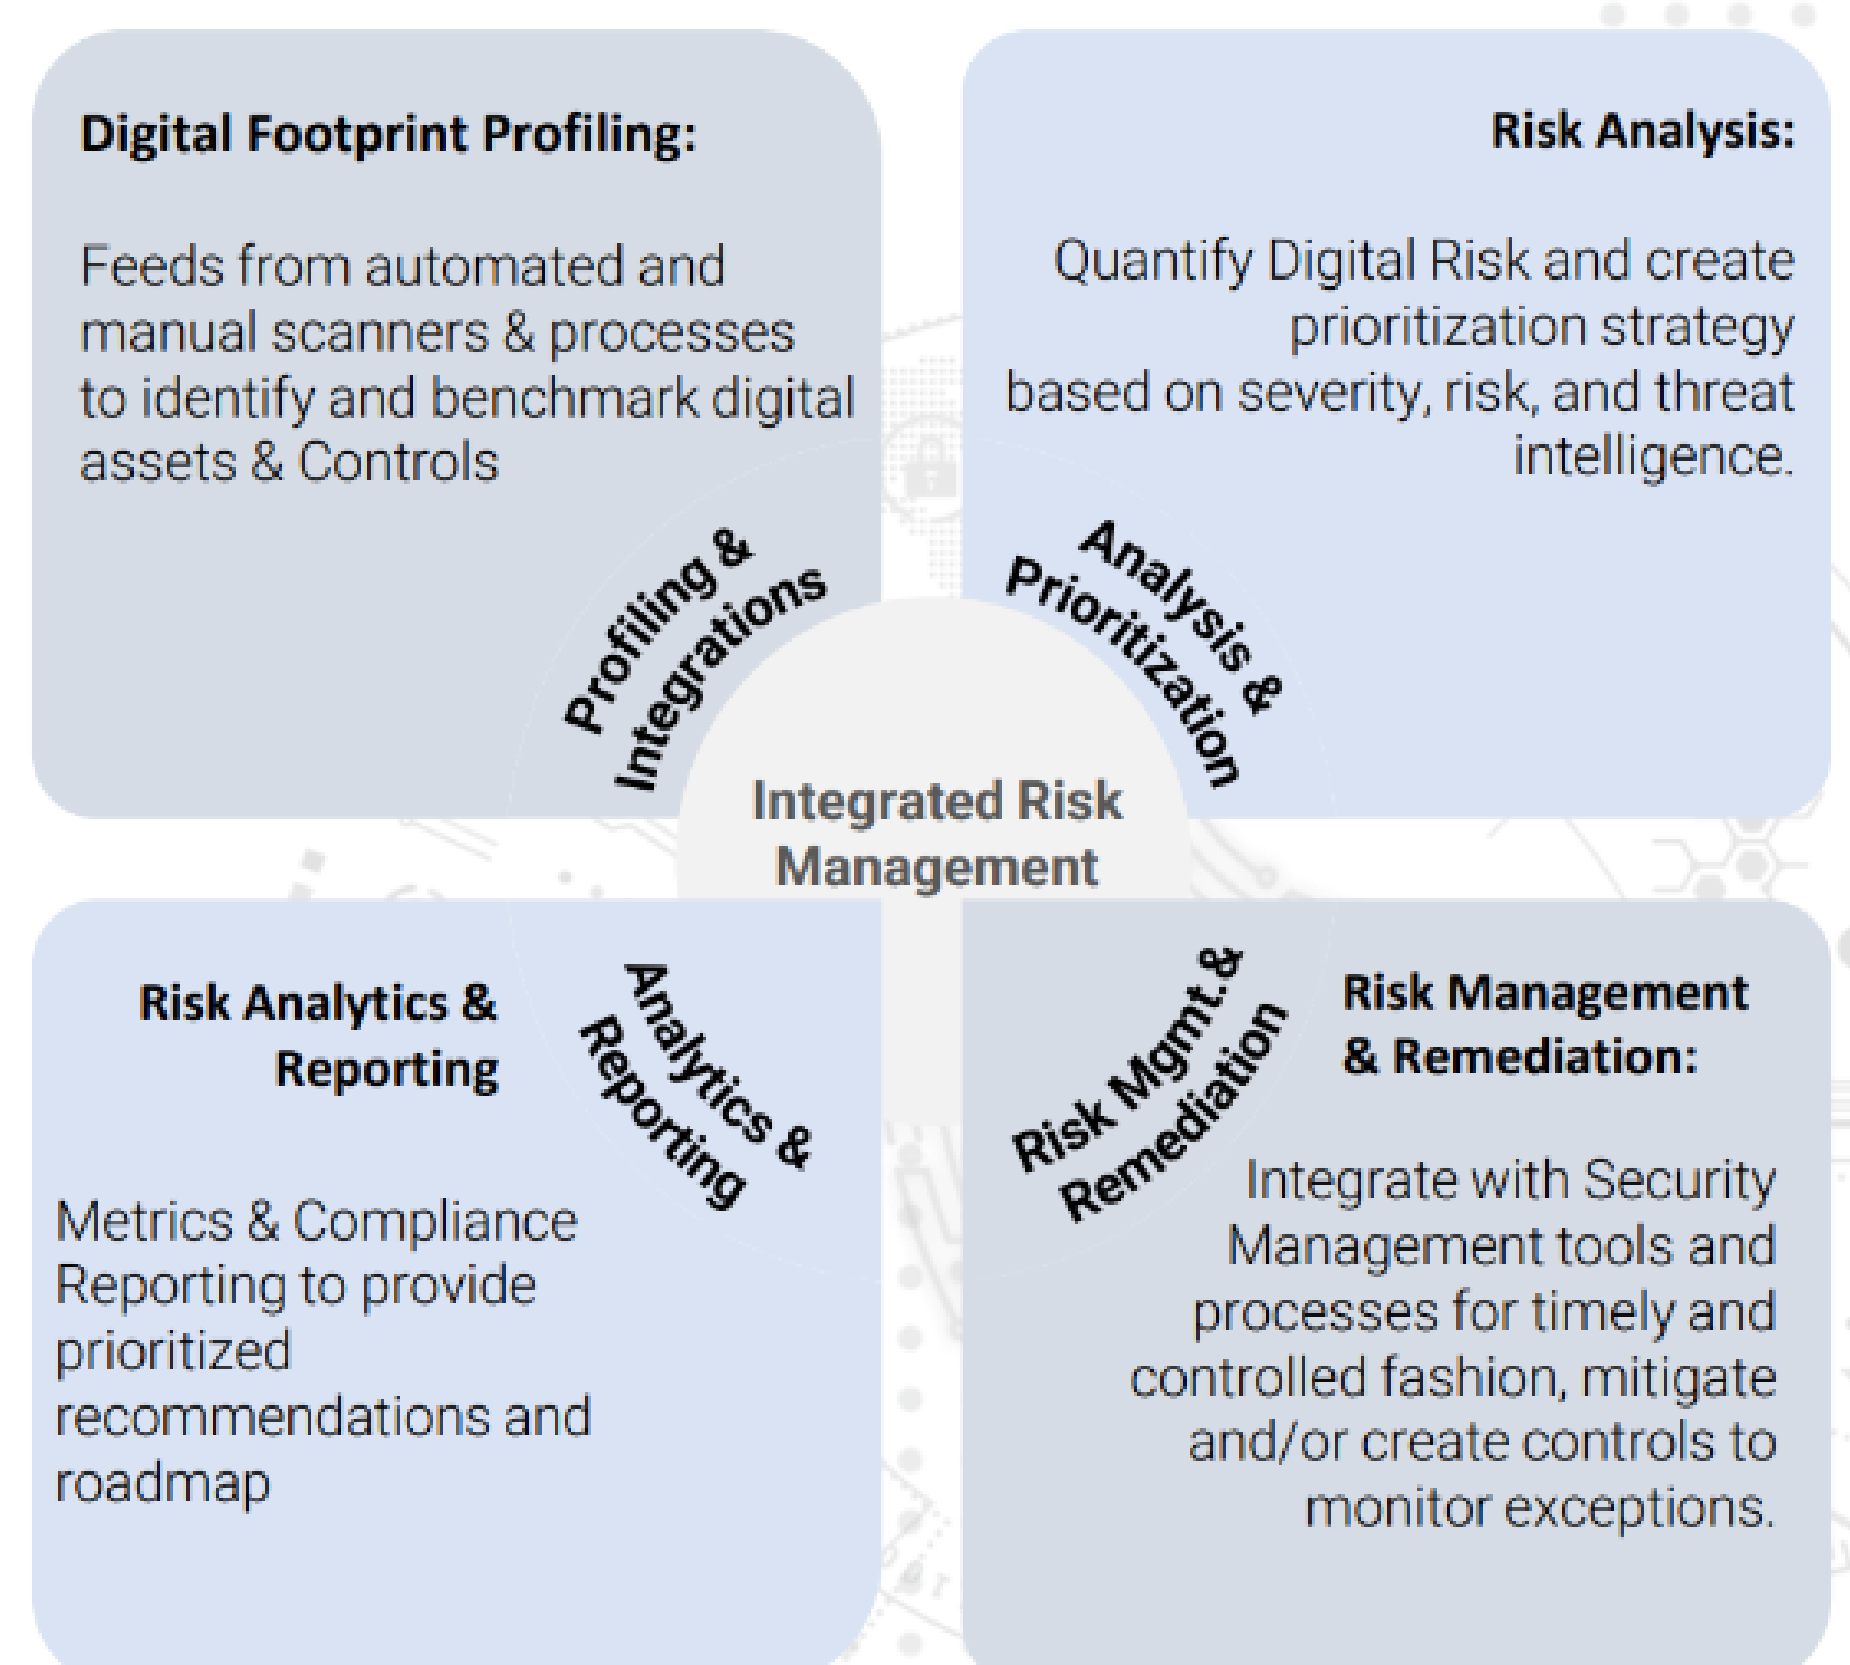 Digital Footprint Profiling:
Feeds from automated and
manual scanners & processes
to identify and benchmark digital
assets & Controls
Profiling &
Integrations
Risk Analysis:
Quantify Digital Risk and create
prioritization strategy
based on severity, risk, and threat
intelligence.
Analysis &
Prioritization
Integrated Risk
Management
Risk Analytics &
Reporting
Metrics & Compliance
Reporting to provide
prioritized
recommendations and
roadmap
Analytics &
Reporting
Risk Mgmt.&
Remediation
Risk Management
& Remediation:
Integrate with Security
Management tools and
processes for timely and
controlled fashion, mitigate
and/or create controls to
monitor exceptions.